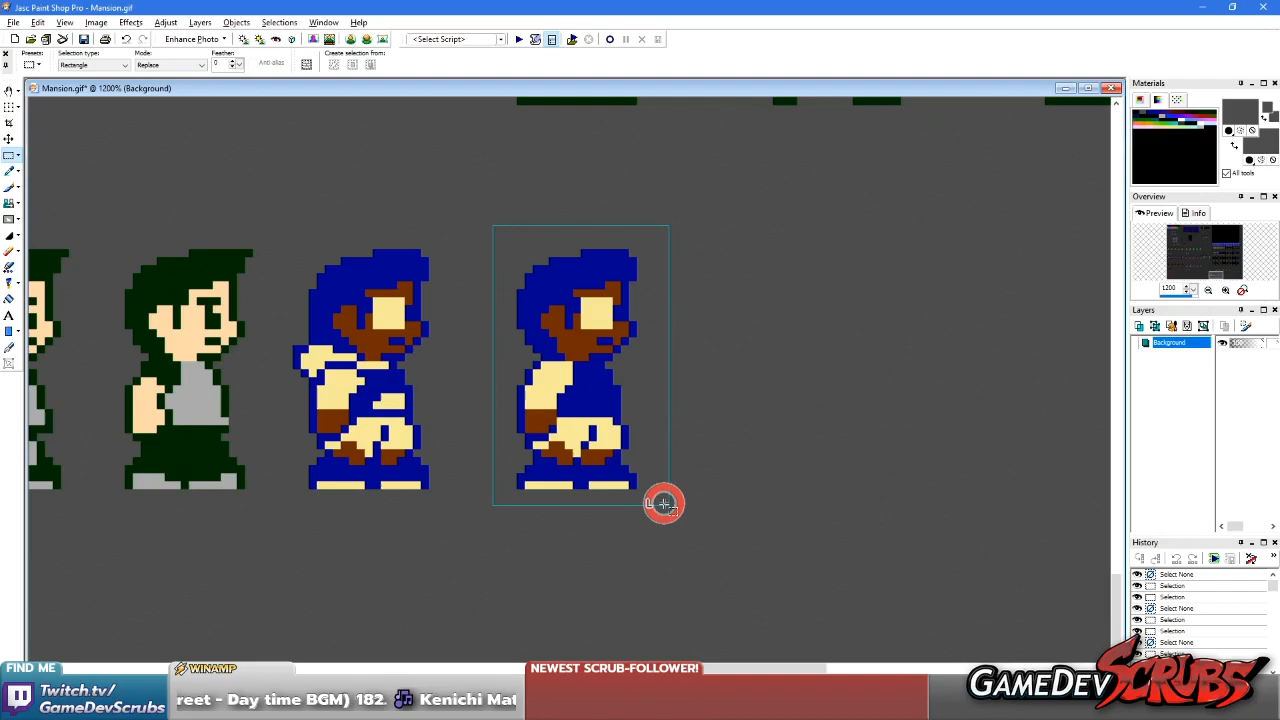 Jasc Paint Shop Pro - Mansion.gif
File Edit View Image Effects Adjust Layers Objects Selections Window Help
Enhance Photo
<Select Script>
Presets:
Selection type:
Mode:
Feather:
Create selection from:
Rectangle
Replace
0
Anti-alias
Mansion.gif* @ 1200% (Background)
Materials
All tools
Overview
Preview Info
1200
Layers
Background
History
Select None
Selection
Selection
Select None
Selection
Selection
Select None
FIND ME
Twitch.tv/
GameDevScrubs
WINAMP
reet - Day time BGM) 182. Kenichi Mat
NEWEST SCRUB-FOLLOWER!
GAMEDEV SCRUBS